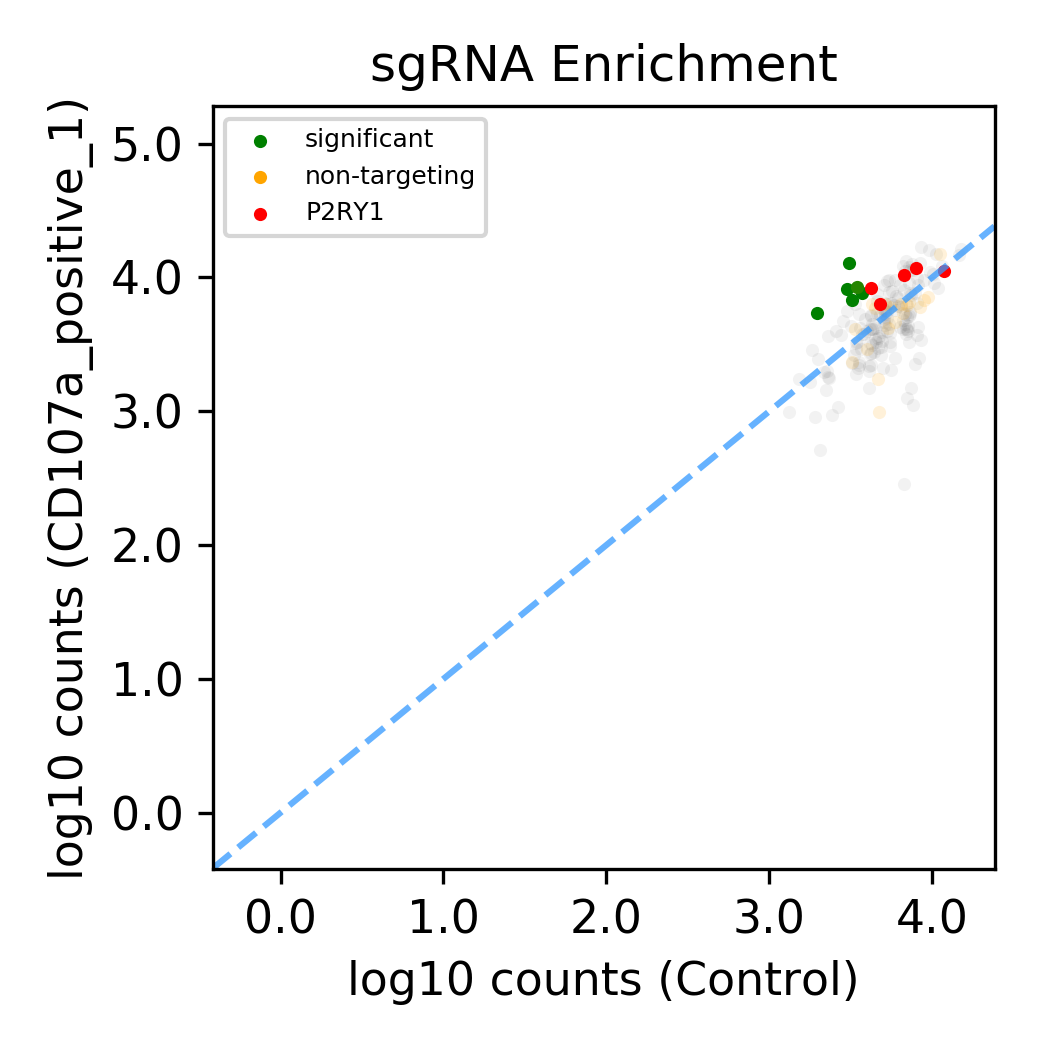 sgRNA Enrichment
log10 counts (CD107a_positive_1)
5.0
4.0
3.0
2.0
1.0
0.0
significant
non-targeting
P2RY1
0.0 1.0 2.0 3.0 4.0
log10 counts (Control)